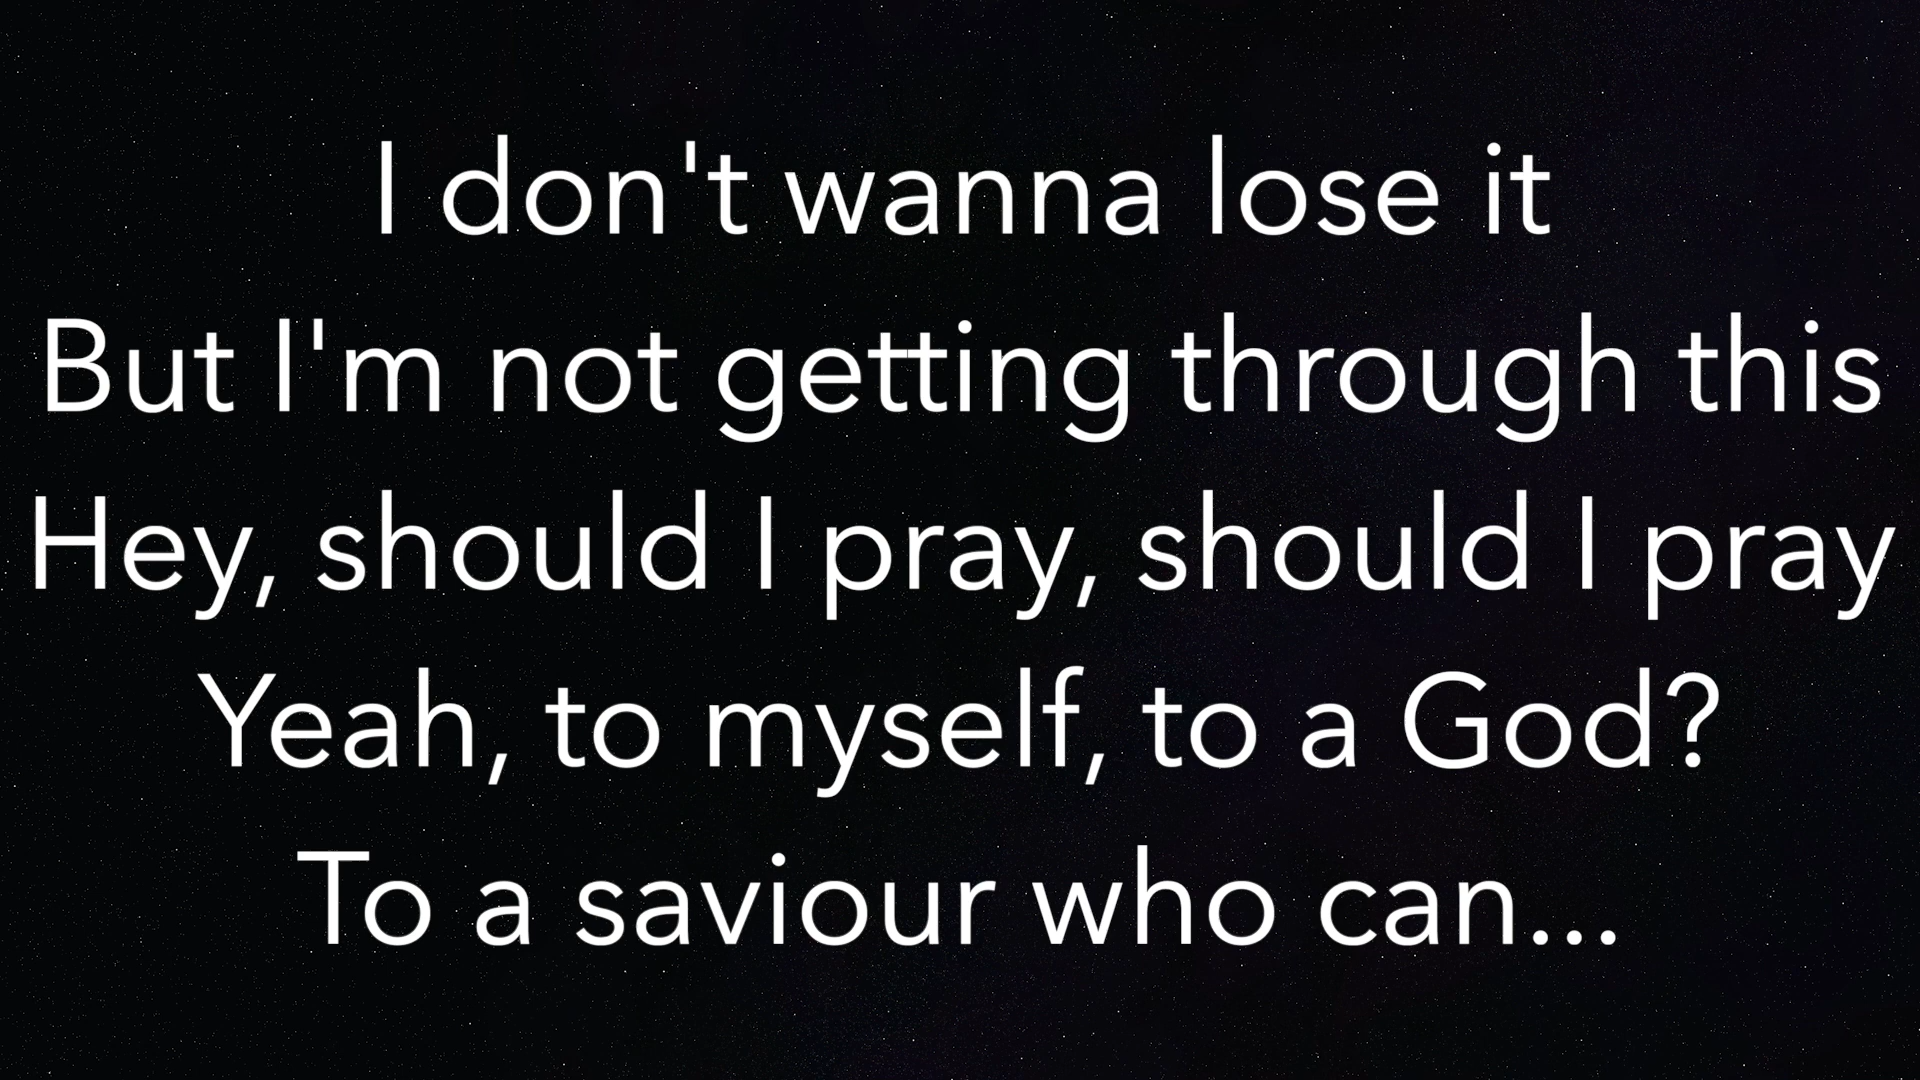 I don't wanna lose it
But I'm not getting through this
Hey, should I pray, should I pray
Yeah, to myself, to a God?
To a saviour who can...